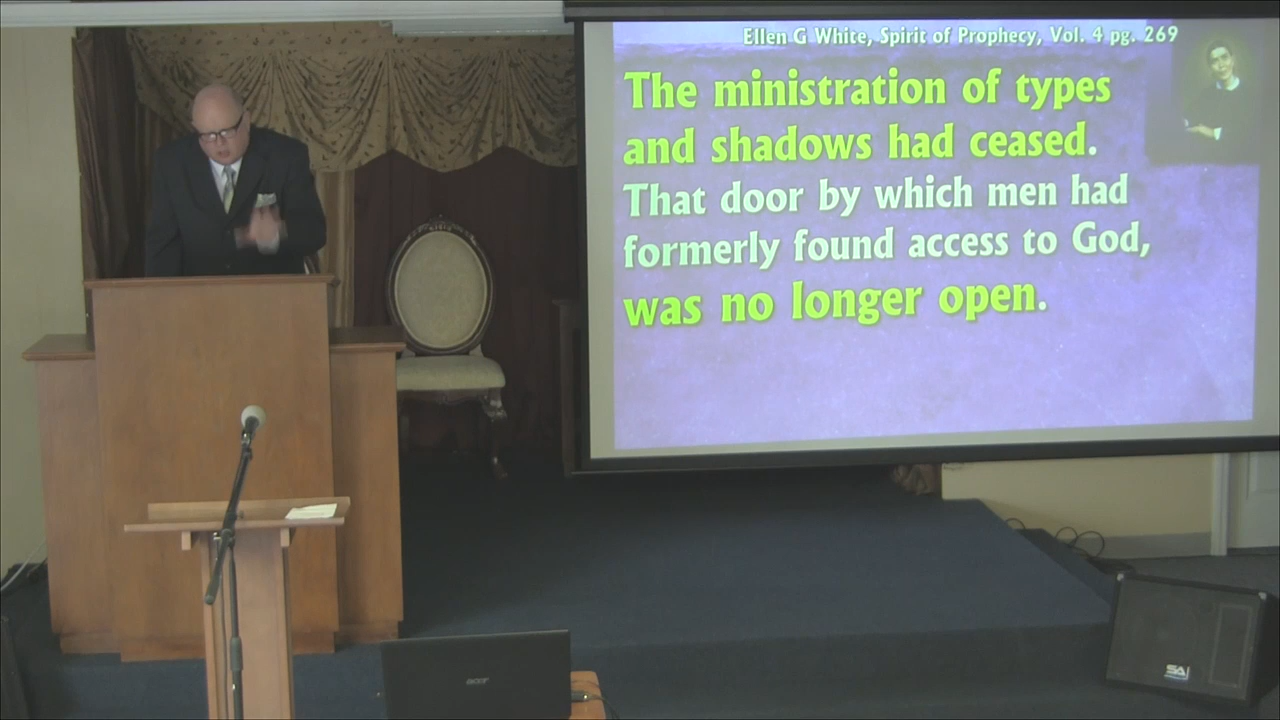 Ellen G White, Spirit of Prophecy, Vol. 4 pg. 269
The ministration of types
and shadows had ceased.
That door by which men had
formerly found access to God,
was no longer open.
acer
SA